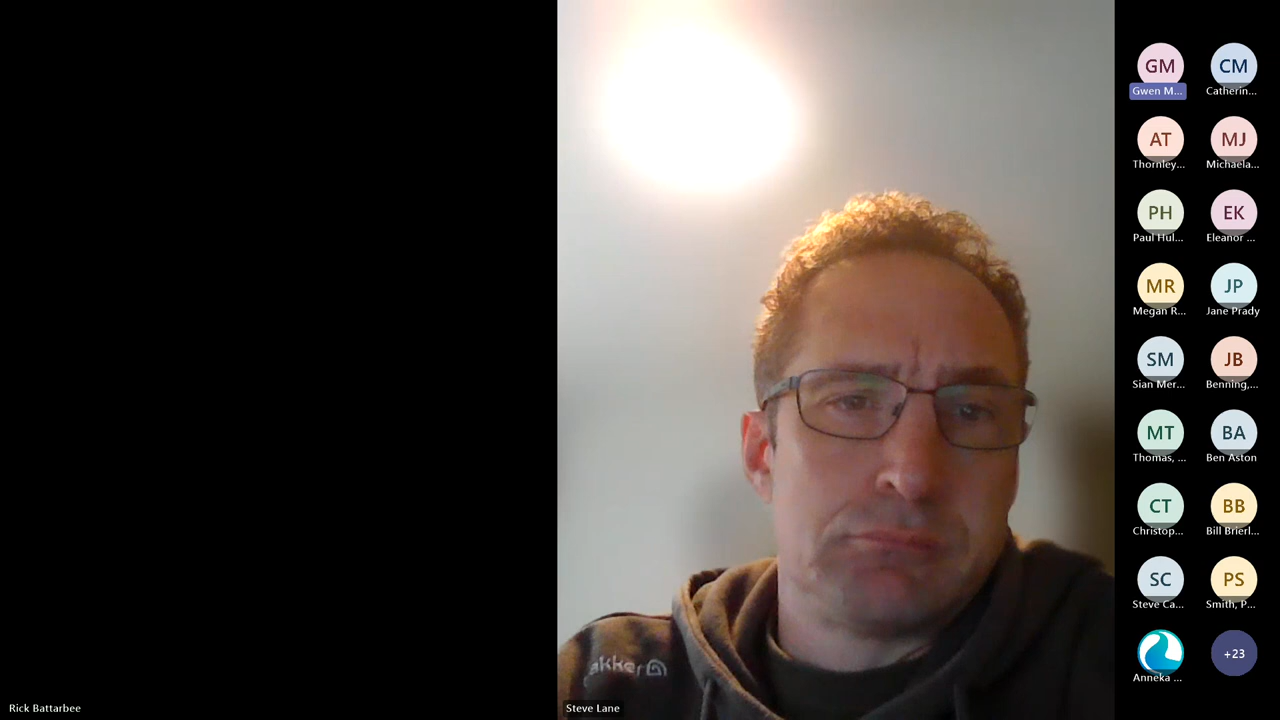 GM
CM
Gwen M...
Catherin...
AT
MJ
Thornley...
Michaela...
PH
EK
Paul Hul...
Eleanor ...
MR
JP
Megan R...
Jane Prady
SM
JB
Sian Mer...
Benning,...
MT
BA
Thomas, ...
Ben Aston
CT
BB
Christop...
Bill Brierl...
SC
PS
Steve Ca...
Smith, P...
+23
Anneka ...
akker
Rick Battarbee
Steve Lane